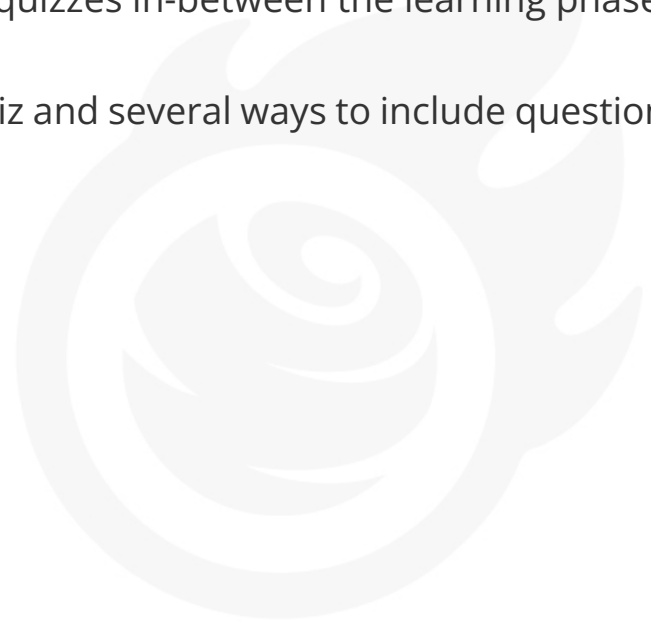 quizzes in-between the learning phase
iz and several ways to include question